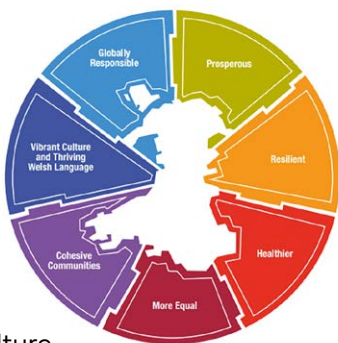 Globally
Responsible
Prosperous
Resilient
Healthier
More Equal
Cohesive
Communities
Vibrant Culture
and Thriving
Welsh Language